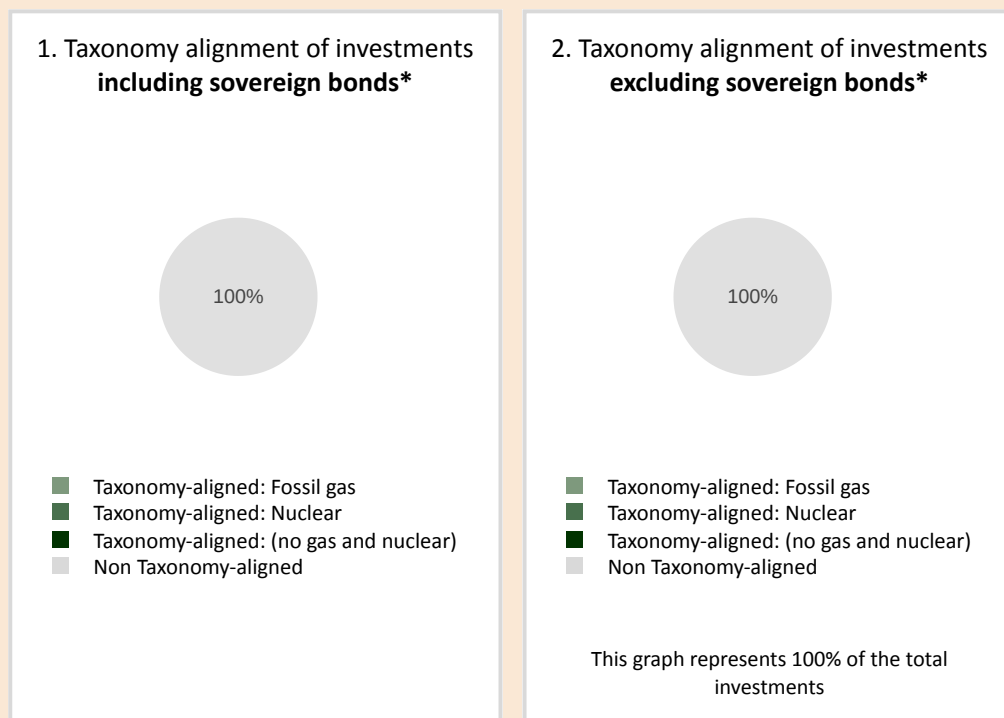 1. Taxonomy alignment of investments
including sovereign bonds*
100%
Taxonomy-aligned: Fossil gas
Taxonomy-aligned: Nuclear
Taxonomy-aligned: (no gas and nuclear)
Non Taxonomy-aligned
2. Taxonomy alignment of investments
excluding sovereign bonds*
100%
Taxonomy-aligned: Fossil gas
Taxonomy-aligned: Nuclear
Taxonomy-aligned: (no gas and nuclear)
Non Taxonomy-aligned
This graph represents 100% of the total
investments